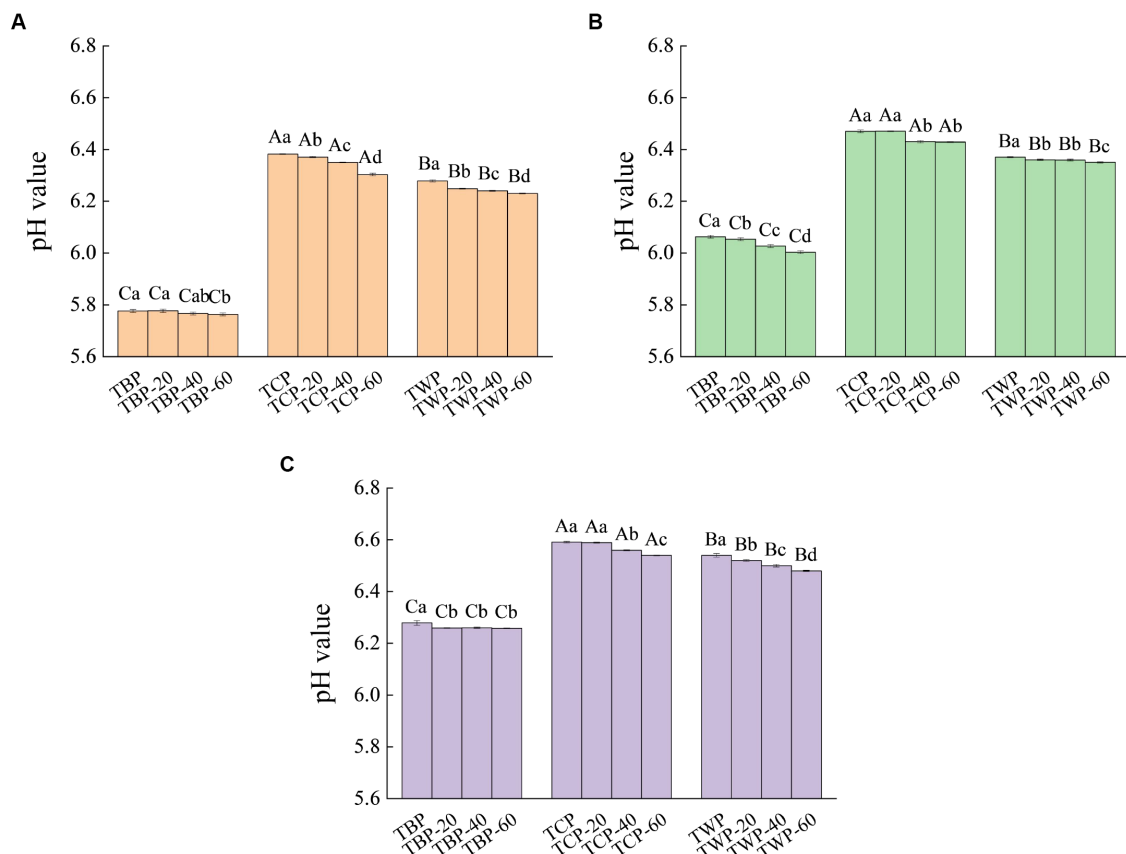 A
pH value
6.8
6.6
6.4
6.2
6.0
5.8
5.6
Ca Ca Cab Cb
Aa Ab Ac Ad
Ba Bb Bc Bd
TBP TBP-20 TBP-40 TBP-60
TCP TCP-20 TCP-40 TCP-60
TWP TWP-20 TWP-40 TWP-60
B
pH value
6.8
6.6
6.4
6.2
6.0
5.8
5.6
Ca Cb Cc Cd
Aa Aa Ab Ab
Ba Bb Bb Bc
TBP TBP-20 TBP-40 TBP-60
TCP TCP-20 TCP-40 TCP-60
TWP TWP-20 TWP-40 TWP-60
C
pH value
6.8
6.6
6.4
6.2
6.0
5.8
5.6
Ca Cb Cb Cb
Aa Aa Ab Ac
Ba Bb Bc Bd
TBP TBP-20 TBP-40 TBP-60
TCP TCP-20 TCP-40 TCP-60
TWP TWP-20 TWP-40 TWP-60